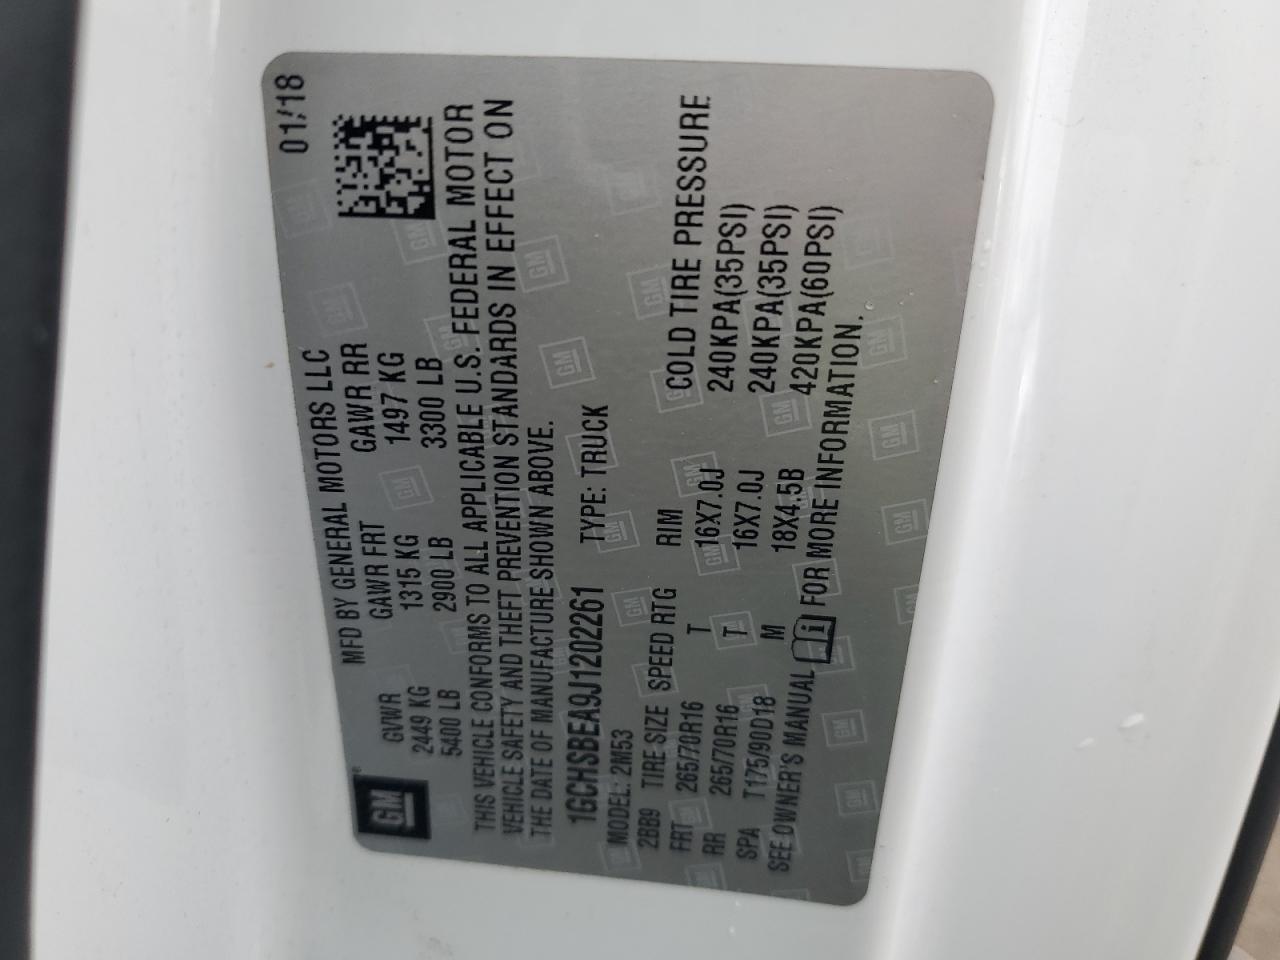 MFD BY GENERAL MOTORS LLC 01/18
GM
GVWR GAWR FRT GAWR RR
2449 KG 1315 KG 1497 KG
5400 LB 2900 LB 3300 LB
THIS VEHICLE CONFORMS TO ALL APPLICABLE U.S. FEDERAL MOTOR
VEHICLE SAFETY AND THEFT PREVENTION STANDARDS IN EFFECT ON
THE DATE OF MANUFACTURE SHOWN ABOVE.
1GCHSBEA9J1202261 TYPE: TRUCK
MODEL: 2M53
2BB9 TIRE SIZE SPEED RTG RIM COLD TIRE PRESSURE
FRT 265/70R16 T 16X7.0J 240KPA(35PSI)
RR 265/70R16 T 16X7.0J 240KPA(35PSI)
SPA T175/90D18 M 18X4.5B 420KPA(60PSI)
SEE OWNER'S MANUAL i FOR MORE INFORMATION.